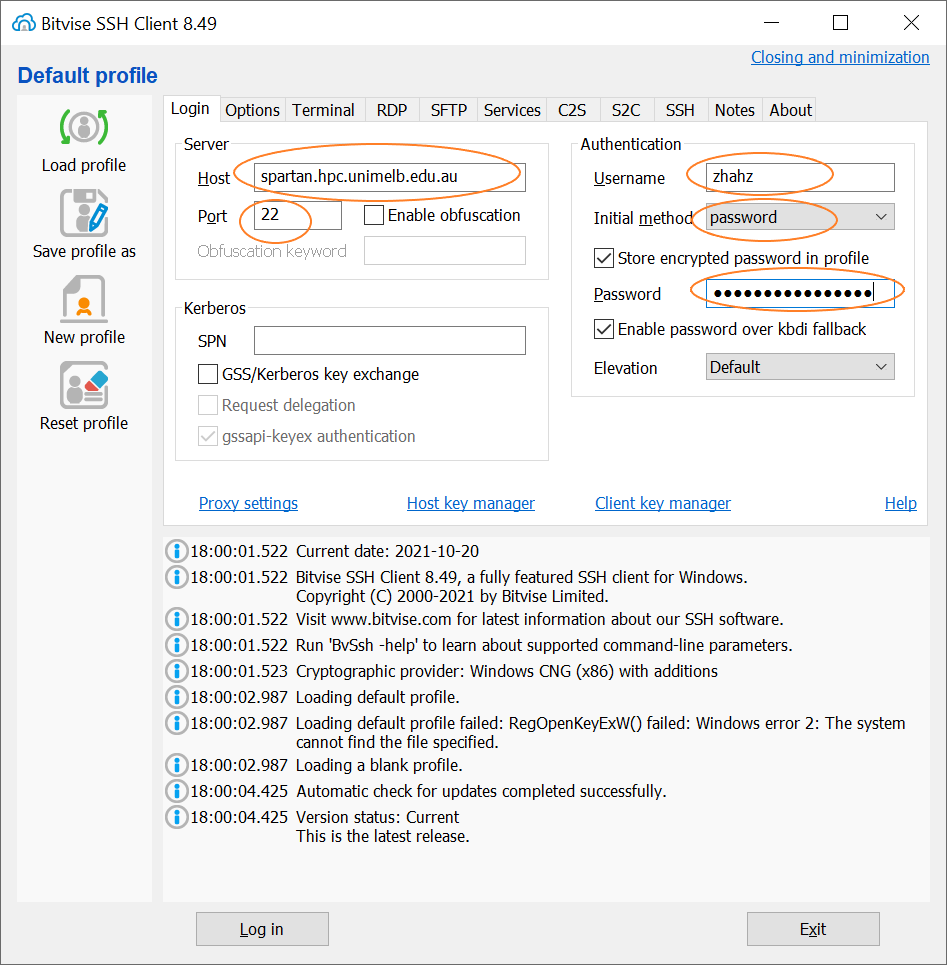 Bitvise SSH Client 8.49
Closing and minimization
Default profile
Load profile
Save profile as
New profile
Reset profile
Login Options Terminal RDP SFTP Services C2S S2C SSH Notes About
Server
Host spartan.hpc.unimelb.edu.au
Port 22 Enable obfuscation
Obfuscation keyword
Kerberos
SPN
GSS/Kerberos key exchange
Request delegation
gssapi-keyex authentication
Authentication
Username zhahz
Initial method password
Store encrypted password in profile
Password ●●●●●●●●●●●●●●●●
Enable password over kbdi fallback
Elevation Default
Proxy settings Host key manager Client key manager Help
18:00:01.522 Current date: 2021-10-20
18:00:01.522 Bitvise SSH Client 8.49, a fully featured SSH client for Windows.
Copyright (C) 2000-2021 by Bitvise Limited.
18:00:01.522 Visit www.bitvise.com for latest information about our SSH software.
18:00:01.522 Run 'BvSsh -help' to learn about supported command-line parameters.
18:00:01.523 Cryptographic provider: Windows CNG (x86) with additions
18:00:02.987 Loading default profile.
18:00:02.987 Loading default profile failed: RegOpenKeyExW() failed: Windows error 2: The system
cannot find the file specified.
18:00:02.987 Loading a blank profile.
18:00:04.425 Automatic check for updates completed successfully.
18:00:04.425 Version status: Current
This is the latest release.
Log in Exit